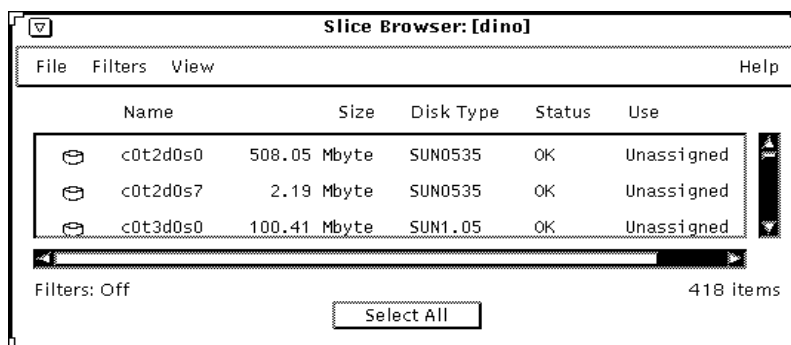 Slice Browser: [dino]
File Filters View Help
Name Size Disk Type Status Use
c0t2d0s0 508.05 Mbyte SUN0535 OK Unassigned
c0t2d0s7 2.19 Mbyte SUN0535 OK Unassigned
c0t3d0s0 100.41 Mbyte SUN1.05 OK Unassigned
Filters: Off 418 items
Select All